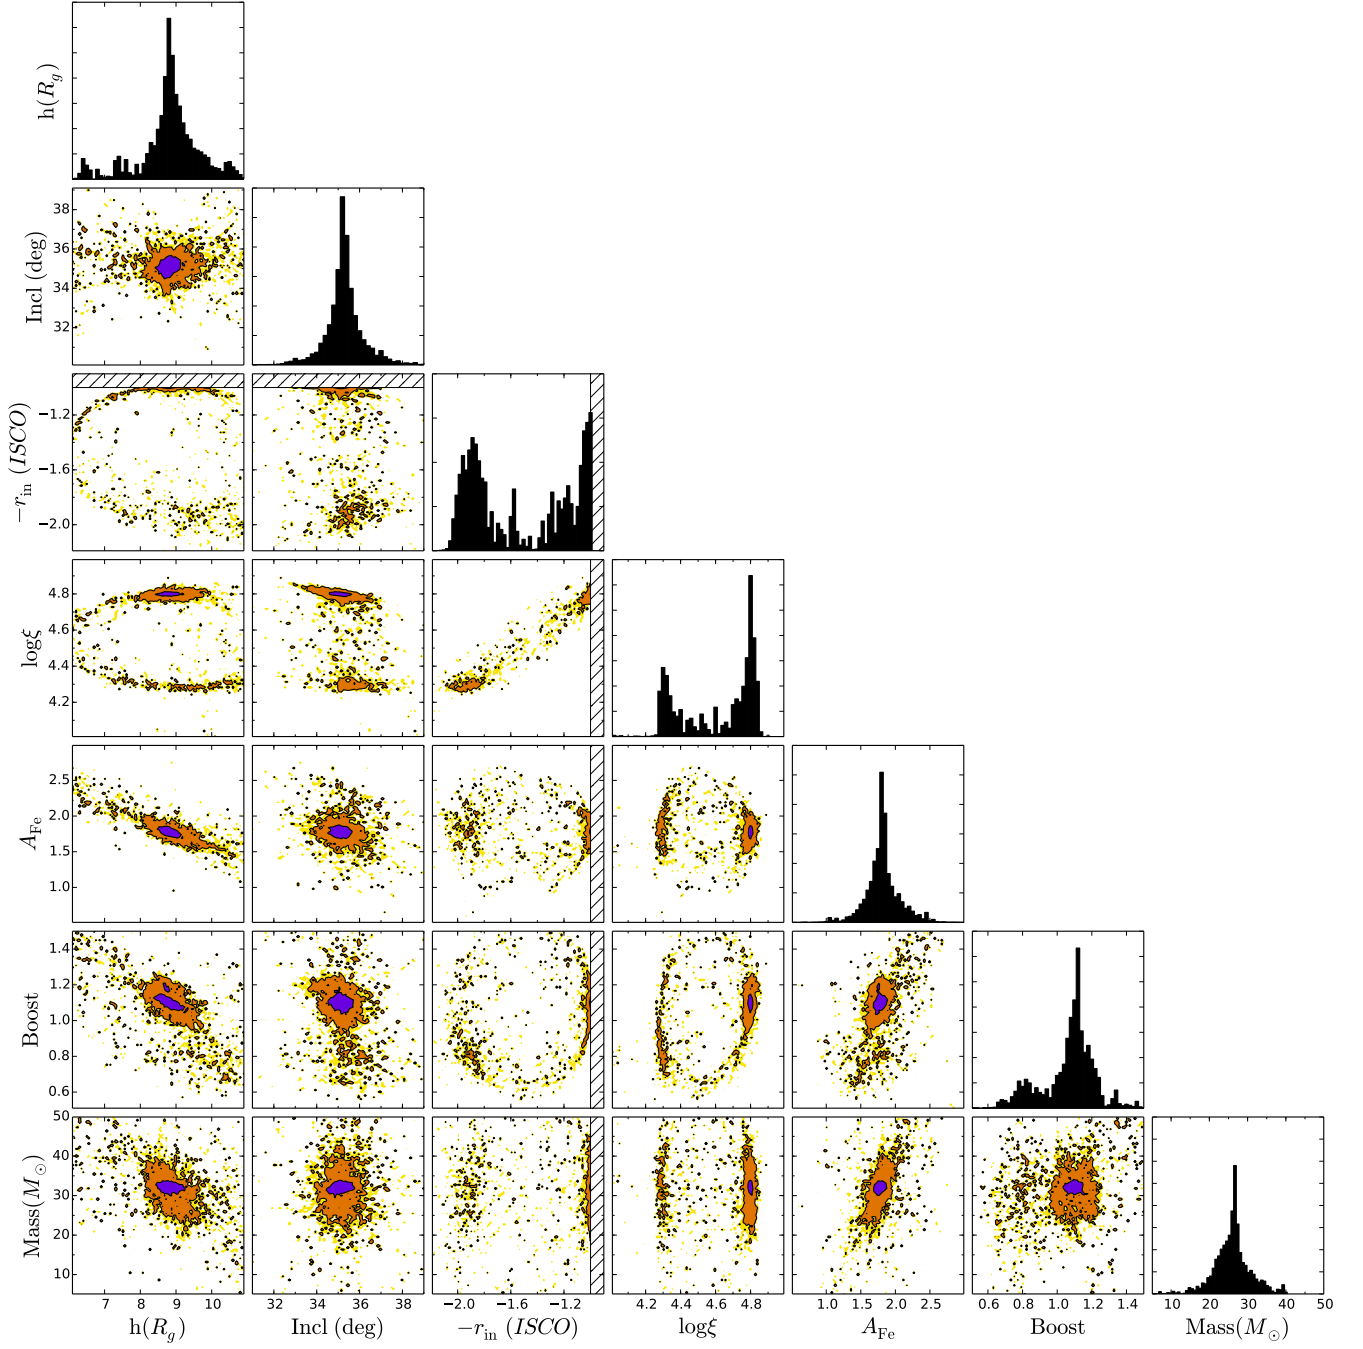 h(R_g)
Incl (deg)
38
36
34
32
−r_in (ISCO)
−1.2
−1.6
−2.0
logξ
4.8
4.6
4.4
4.2
A_Fe
2.5
2.0
1.5
1.0
Boost
1.4
1.2
1.0
0.8
0.6
Mass(M_⊙)
50
40
30
20
10
7 8 9 10
32 34 36 38
−2.0 −1.6 −1.2
4.2 4.4 4.6 4.8
1.0 1.5 2.0 2.5
0.6 0.8 1.0 1.2 1.4
10 20 30 40 50
h(R_g) Incl (deg) −r_in (ISCO) logξ A_Fe Boost Mass(M_⊙)